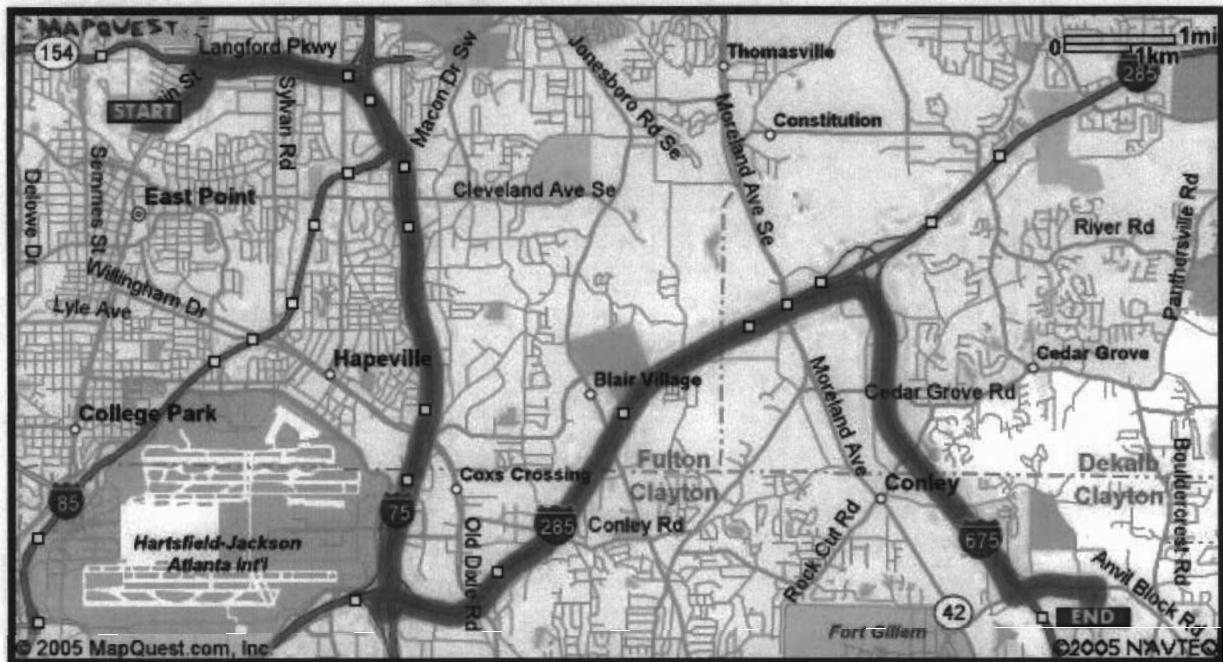 MAPQUEST
154
Langford Pkwy
START
Sylvan Rd
Macon Dr Sw
Jonesboro Rd Se
Thomasville
0 1mi
1km
285
Constitution
Moreland Ave Se
Delowe Dr
Semmes St
East Point
Cleveland Ave Se
River Rd
Panthersville Rd
Willingham Dr
Lyle Ave
Hapeville
Cedar Grove
Blair Village
Cedar Grove Rd
College Park
Moreland Ave
Fulton
Clayton
Dekalb
Clayton
Bouldercrest Rd
Coxs Crossing
Conley
85
75
285
Conley Rd
Rock Cut Rd
Old Dixie Rd
675
Hartsfield-Jackson
Atlanta Int'l
Anvil Block Rd
42
END
Fort Gillem
© 2005 MapQuest.com, Inc
©2005 NAVTEQ